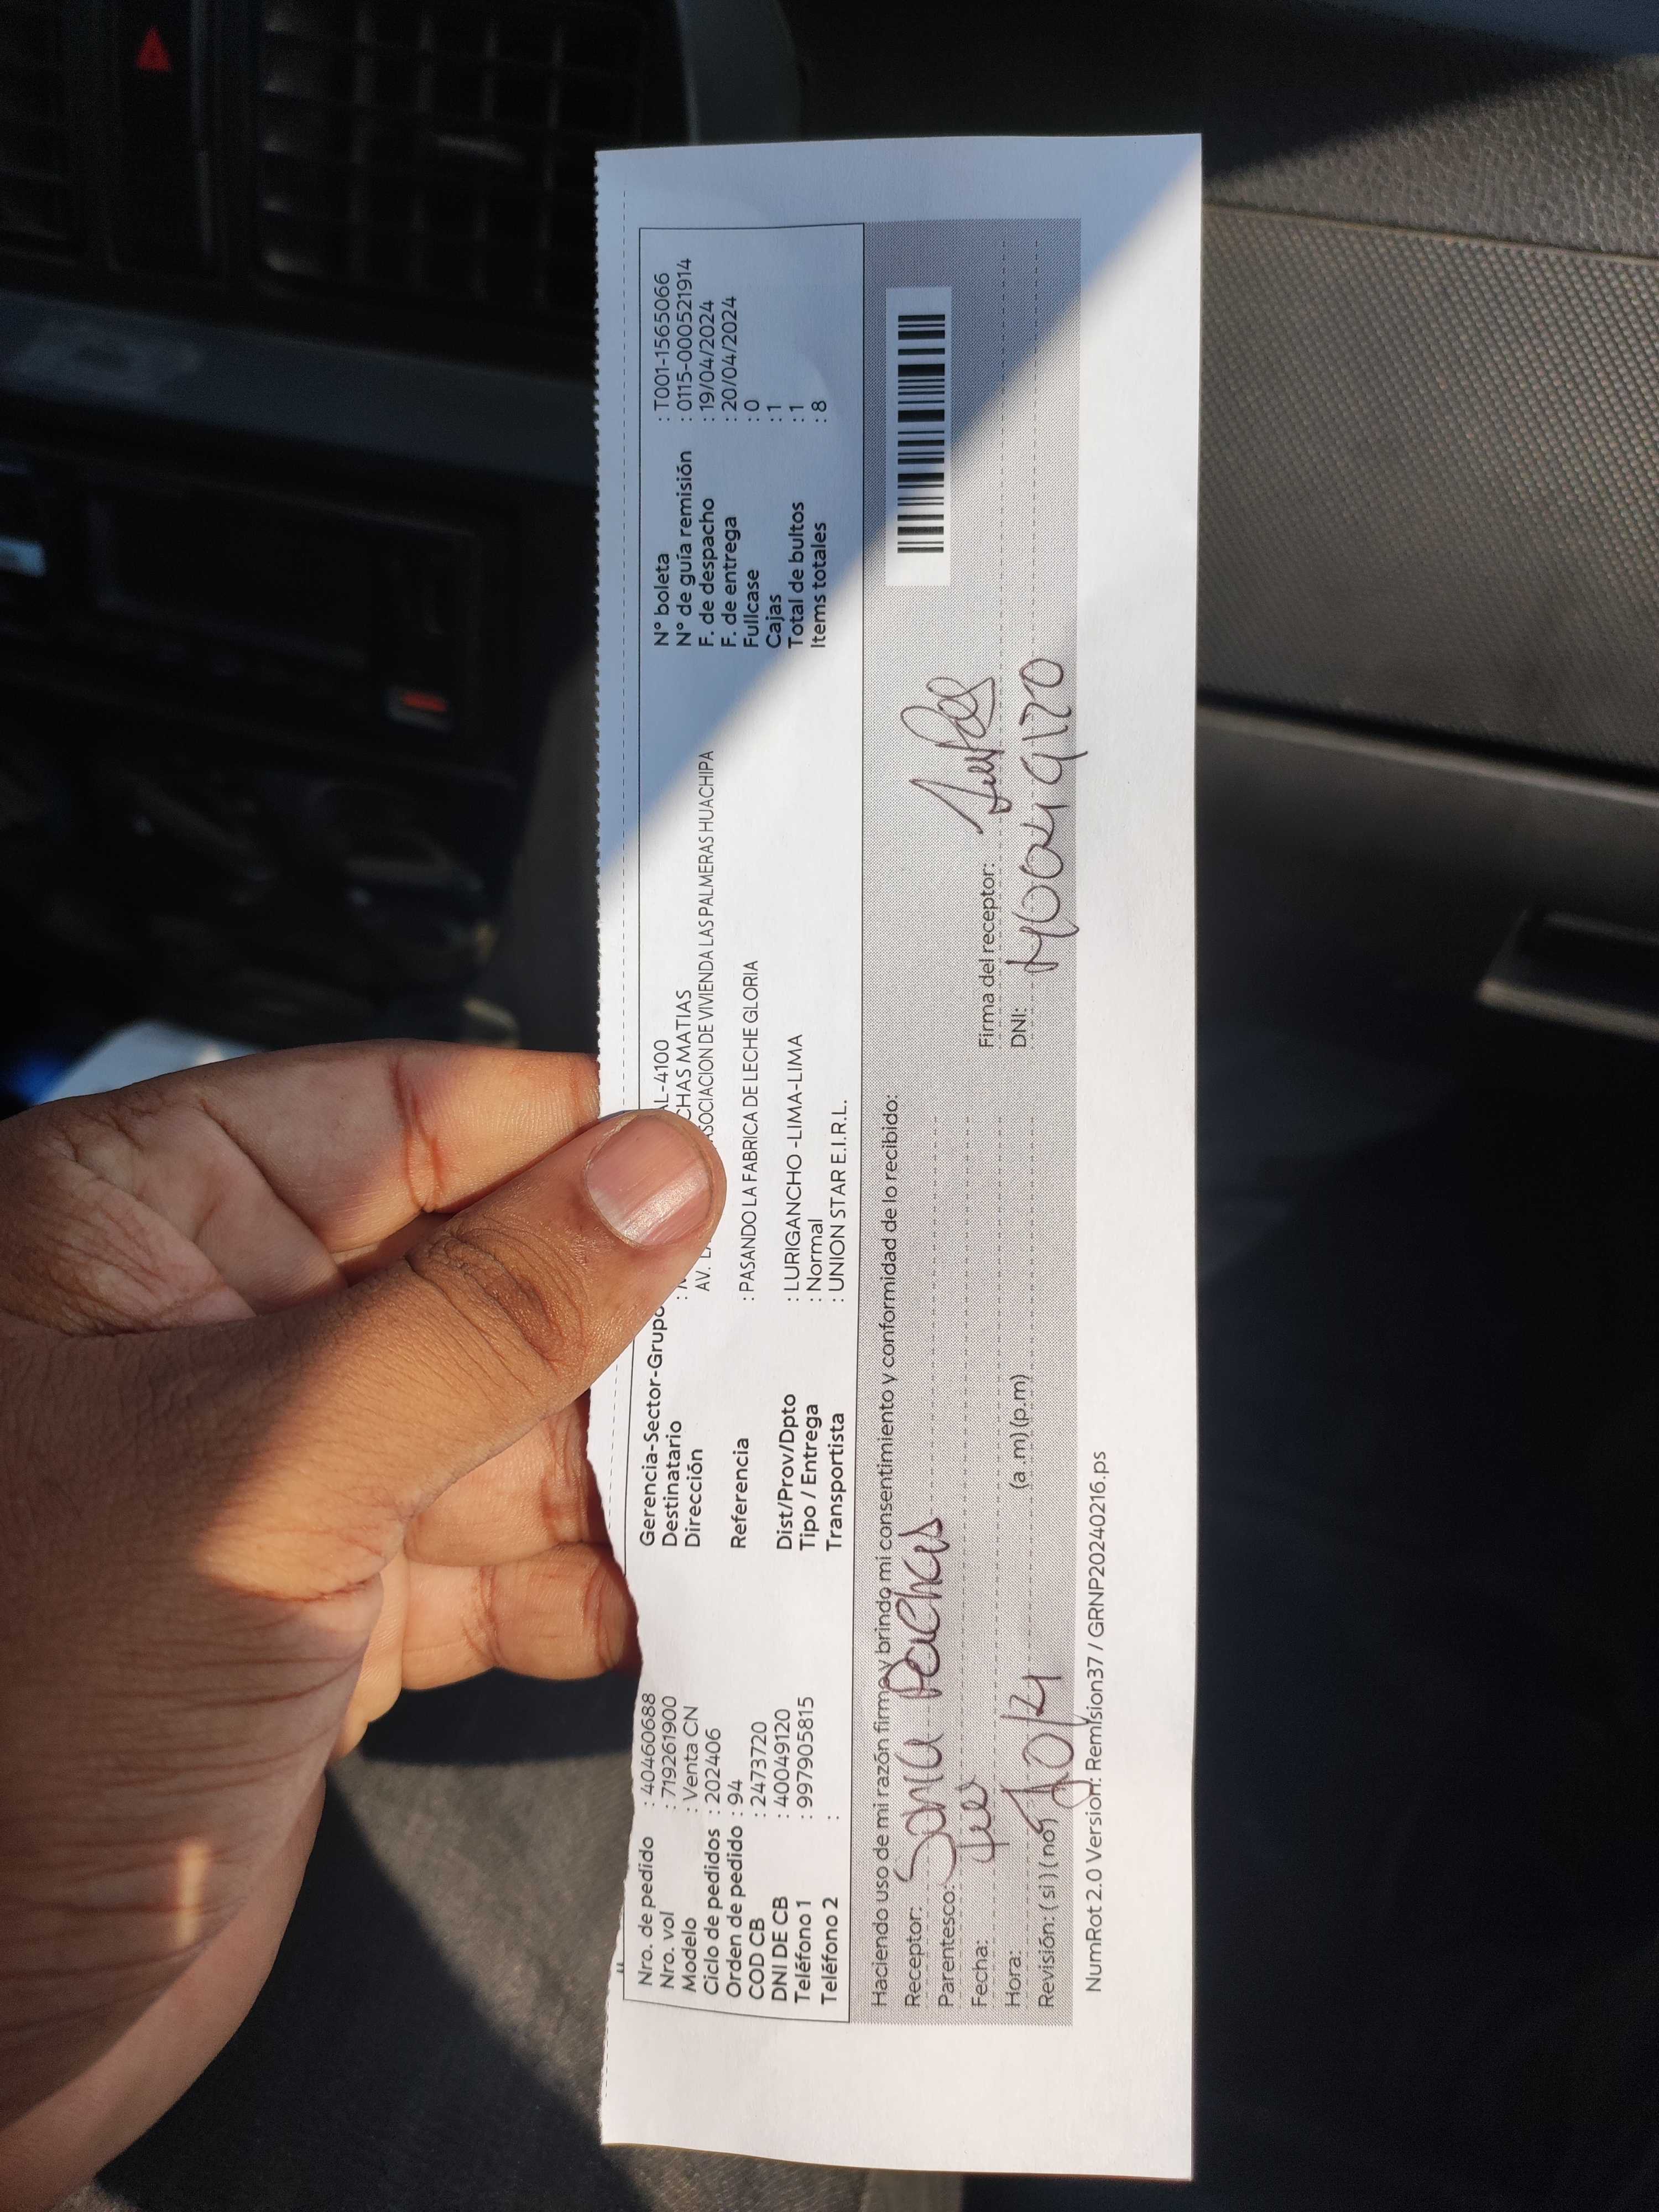 Nro. de pedido : 40460688
Nro. vol : 719261900
Modelo : Venta CN
Ciclo de pedidos : 202406
Orden de pedido : 94
COD CB : 2473720
DNI DE CB : 40049120
Teléfono 1 : 997905815
Teléfono 2 :
Gerencia-Sector-Grupo L-4100
Destinatario : CHAS MATIAS
Dirección AV. SOCIACION DE VIVIENDA LAS PALMERAS HUACHIPA
Referencia : PASANDO LA FABRICA DE LECHE GLORIA
Dist/Prov/Dpto : LURIGANCHO -LIMA-LIMA
Tipo / Entrega : Normal
Transportista : UNION STAR E.I.R.L.
N° boleta : T001-1565066
N° de guía remisión : 0115-0000521914
F. de despacho : 19/04/2024
F. de entrega : 20/04/2024
Fullcase : 0
Cajas : 1
Total de bultos : 1
Items totales : 8
Haciendo uso de mi razón firmo y brindo mi consentimiento y conformidad de lo recibido:
Receptor: Sonia Pachas
Parentesco:
Fecha:
Hora: (a .m) (p.m)
Revisión: ( si ) ( no )
Firma del receptor:
DNI:
NumRot 2.0 Version: Remision37 / GRNP20240216.ps